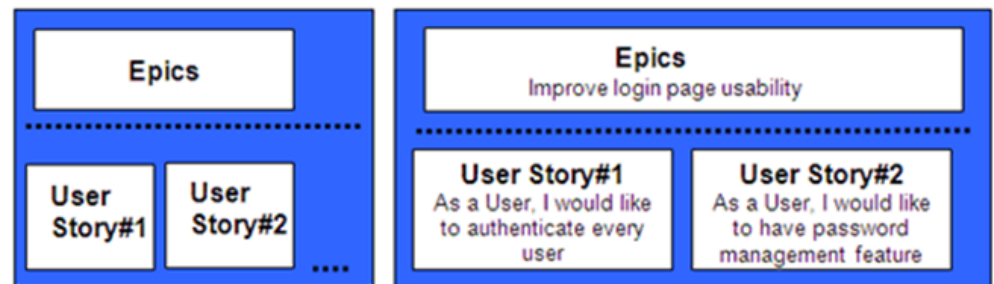 Epics
User
Story#1
User
Story#2
Epics
Improve login page usability
User Story#1
As a User, I would like
to authenticate every
user
User Story#2
As a User, I would like
to have password
management feature